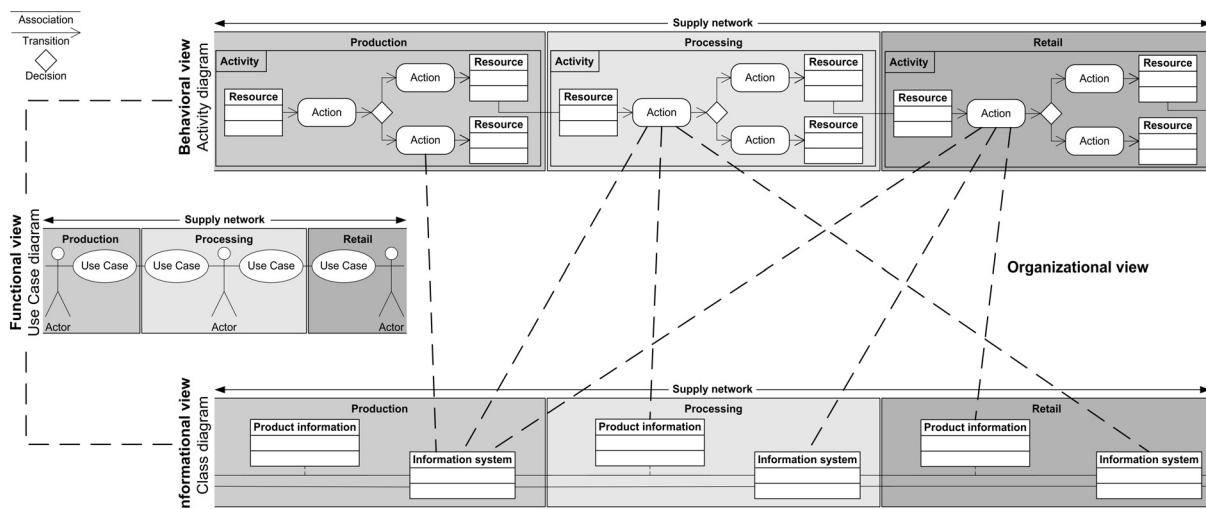 Association
Transition
Decision
Behavioral view
Activity diagram
Supply network
Production
Activity
Resource
Action
Action
Resource
Action
Resource
Processing
Activity
Resource
Action
Action
Resource
Action
Resource
Retail
Activity
Resource
Action
Action
Resource
Action
Resource
Functional view
Use Case diagram
Supply network
Production
Processing
Retail
Use Case
Use Case
Use Case
Use Case
Actor
Actor
Actor
Organizational view
nformational view
Class diagram
Supply network
Production
Product information
Information system
Processing
Product information
Information system
Retail
Product information
Information system